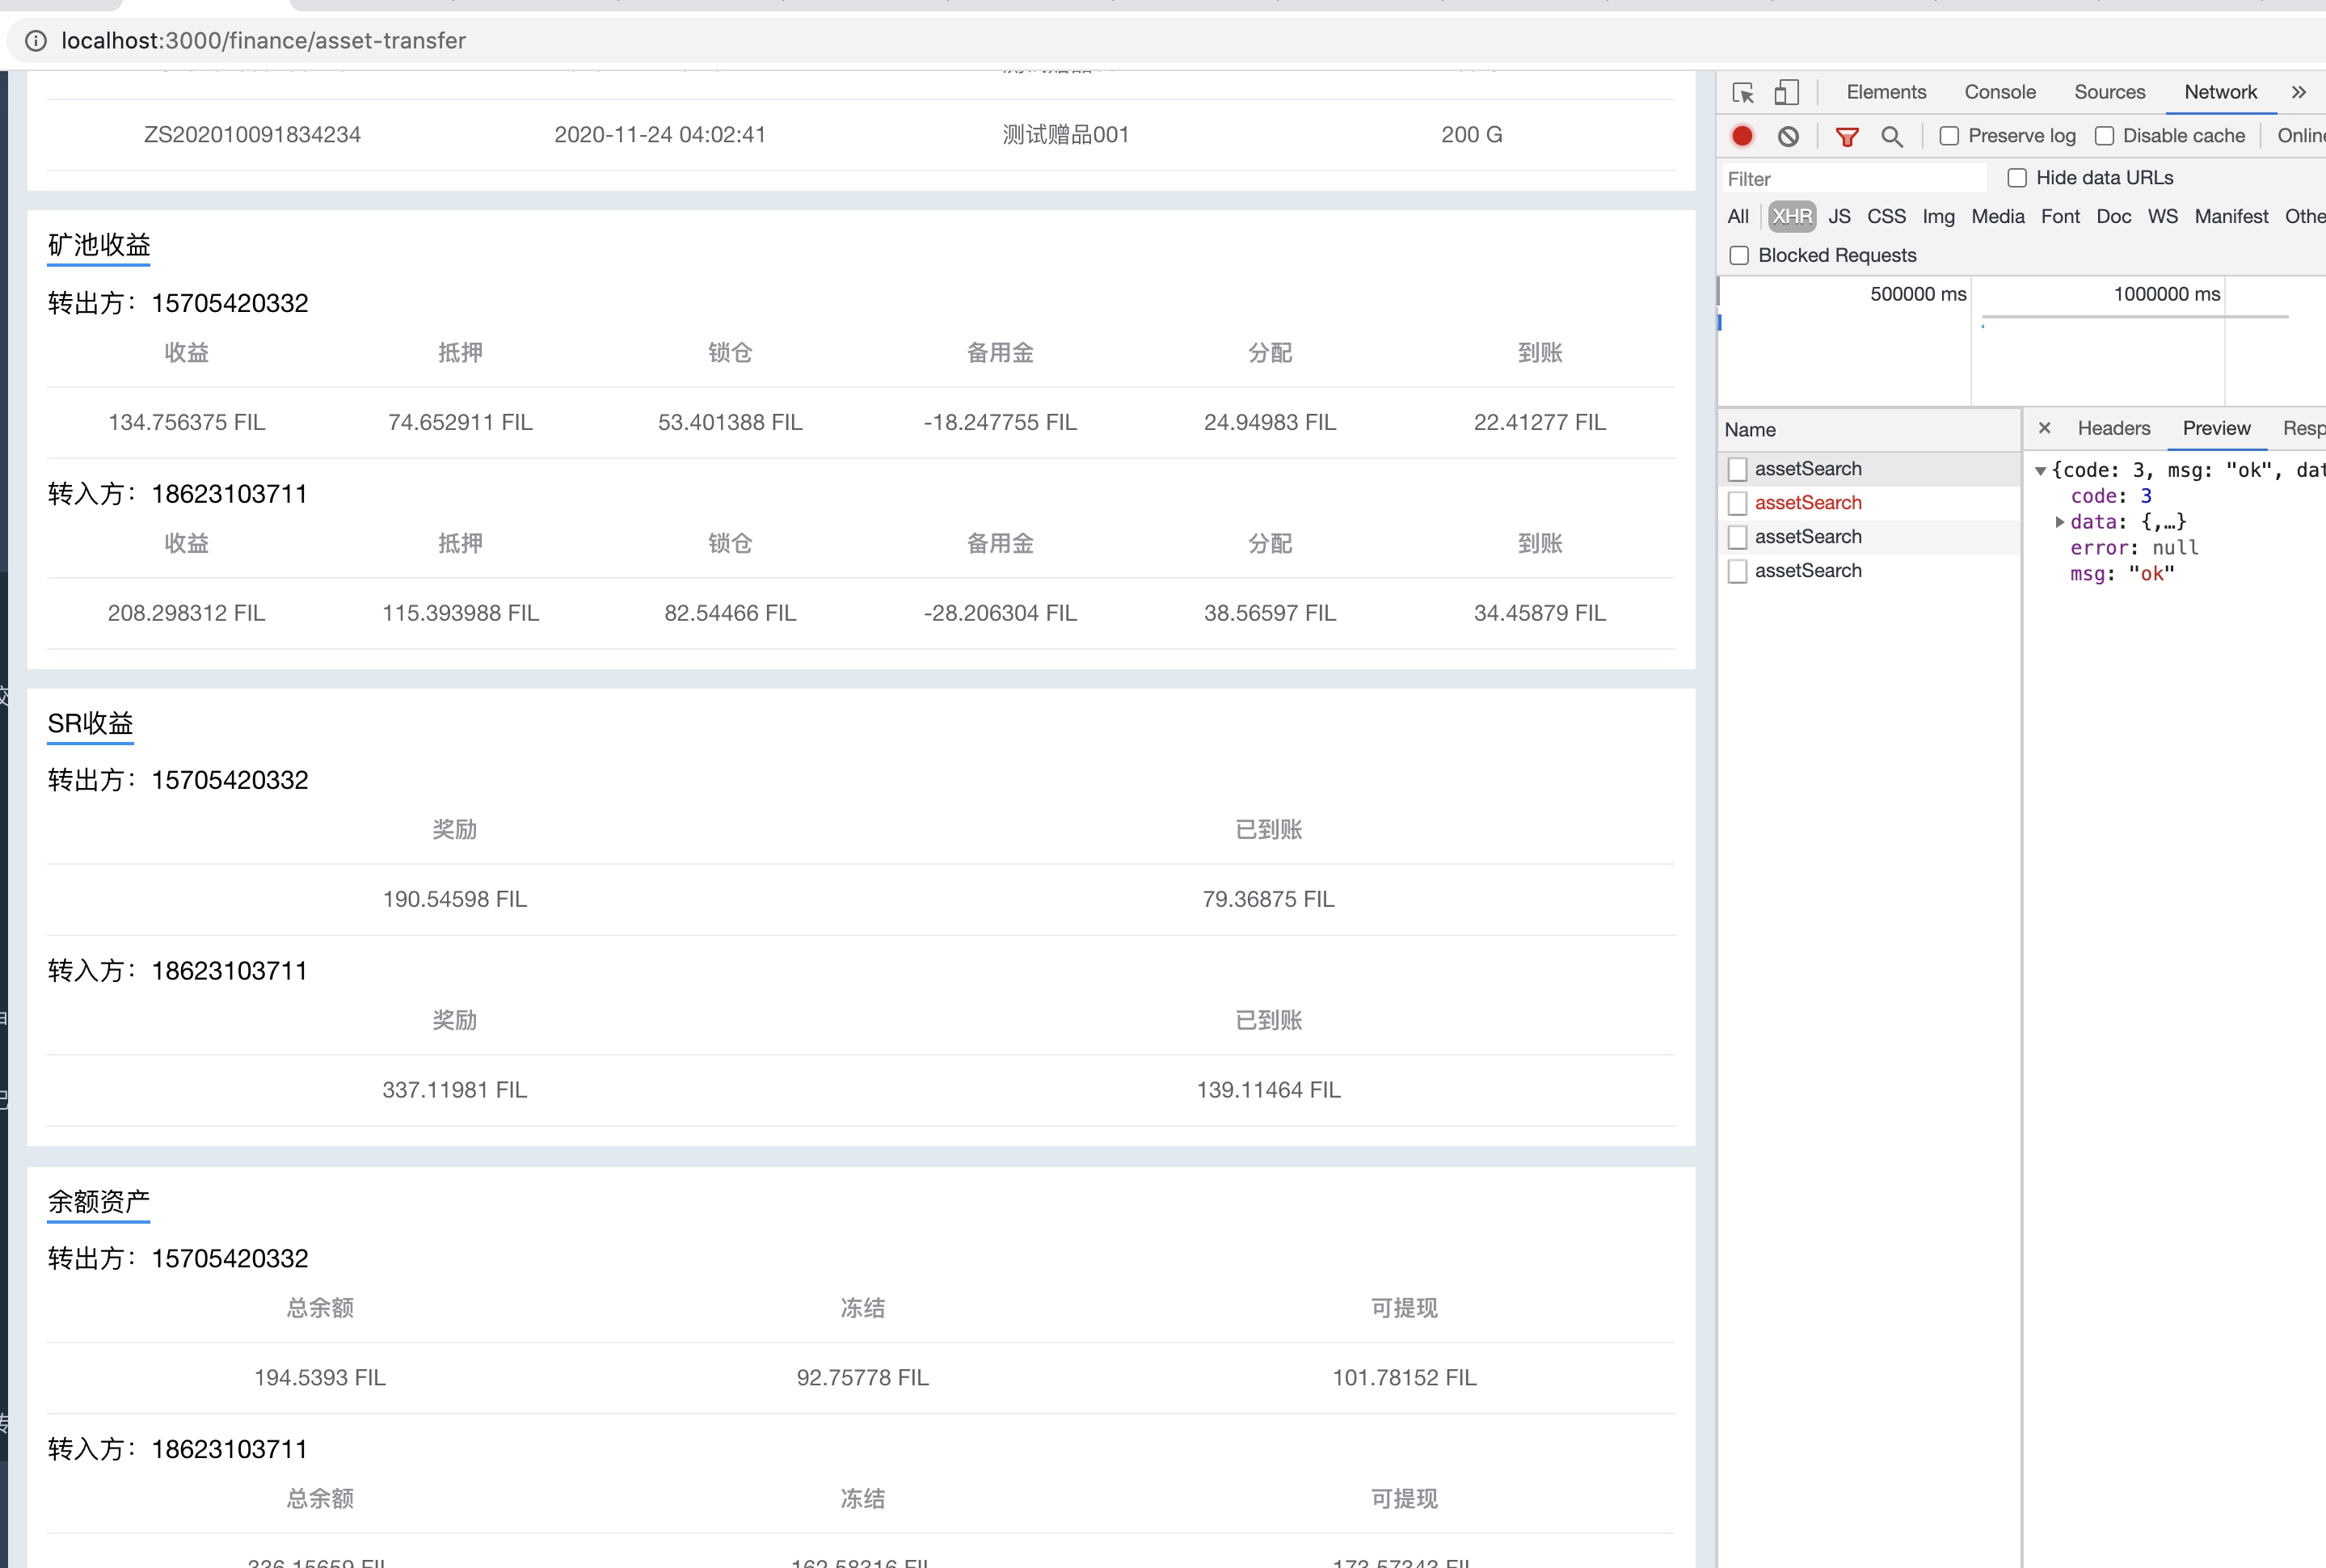 localhost:3000/finance/asset-transfer
ZS202010091834234 2020-11-24 04:02:41 测试赠品001 200 G
矿池收益
转出方：15705420332
收益 抵押 锁仓 备用金 分配 到账
134.756375 FIL 74.652911 FIL 53.401388 FIL -18.247755 FIL 24.94983 FIL 22.41277 FIL
转入方：18623103711
收益 抵押 锁仓 备用金 分配 到账
208.298312 FIL 115.393988 FIL 82.54466 FIL -28.206304 FIL 38.56597 FIL 34.45879 FIL
SR收益
转出方：15705420332
奖励 已到账
190.54598 FIL 79.36875 FIL
转入方：18623103711
奖励 已到账
337.11981 FIL 139.11464 FIL
余额资产
转出方：15705420332
总余额 冻结 可提现
194.5393 FIL 92.75778 FIL 101.78152 FIL
转入方：18623103711
总余额 冻结 可提现
336.15659 FIL 162.58316 FIL 173.57343 FIL
Elements Console Sources Network
Preserve log Disable cache Online
Filter Hide data URLs
All XHR JS CSS Img Media Font Doc WS Manifest Othe
Blocked Requests
500000 ms 1000000 ms
Name
× Headers Preview Resp
assetSearch
assetSearch
assetSearch
assetSearch
{code: 3, msg: "ok", dat
code: 3
data: {,…}
error: null
msg: "ok"